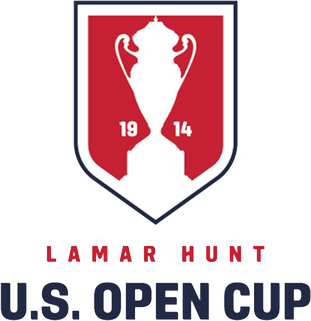 19 14
LAMAR HUNT
U.S. OPEN CUP